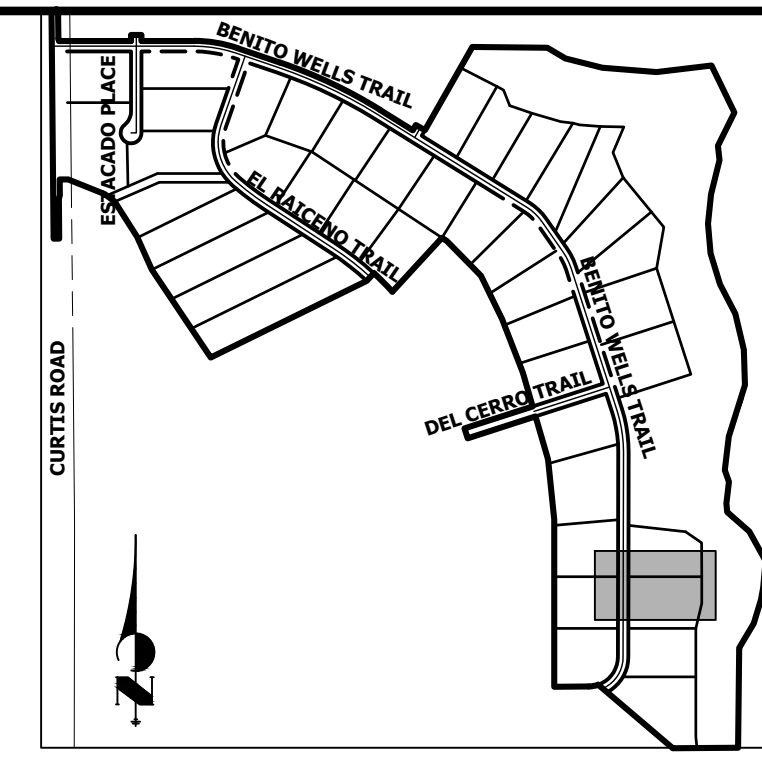 BENITO WELLS TRAIL
ESTACADO PLACE
EL RAICENO TRAIL
BENITO WELLS TRAIL
DEL CERRO TRAIL
CURTIS ROAD
N